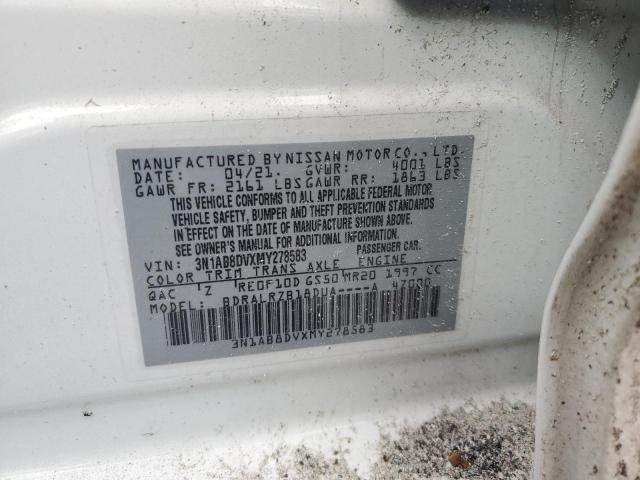 MANUFACTURED BY NISSAN MOTOR CO., LTD.
DATE: 04/21. GVWR: 4001 LBS
GAWR FR: 2161 LBS GAWR RR: 1863 LBS
THIS VEHICLE CONFORMS TO ALL APPLICABLE FEDERAL MOTOR
VEHICLE SAFETY, BUMPER AND THEFT PREVENTION STANDARDS
IN EFFECT ON THE DATE OF MANUFACTURE SHOWN ABOVE.
SEE OWNER'S MANUAL FOR ADDITIONAL INFORMATION.
VIN: 3N1AB8DVXMY278583 PASSENGER CAR.
COLOR TRIM TRANS AXLE ENGINE
QAC Z RE0F10D GS50 MR20 1997 CC
MODEL: BDRALRZB18DUA----A 47000
3N1AB8DVXMY278583